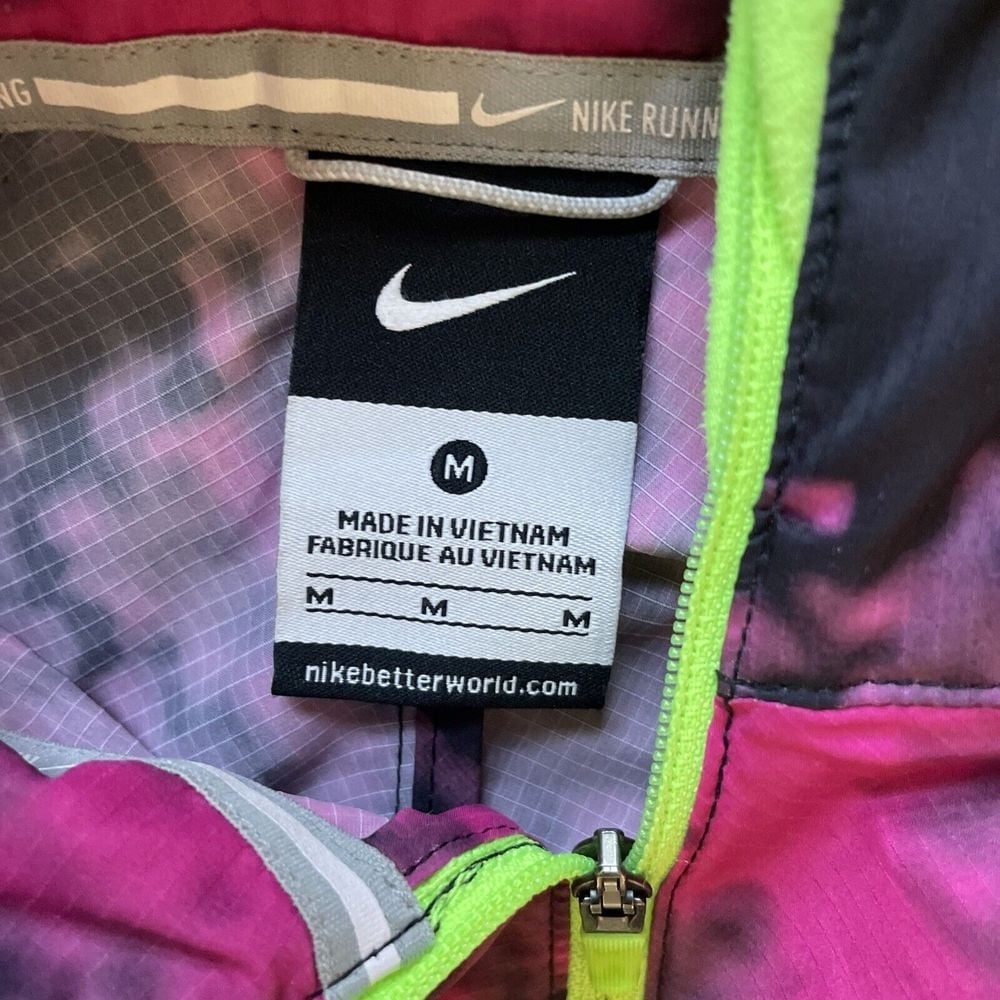 NG NIKE RUNN
M
MADE IN VIETNAM
FABRIQUE AU VIETNAM
M M M
nikebetterworld.com